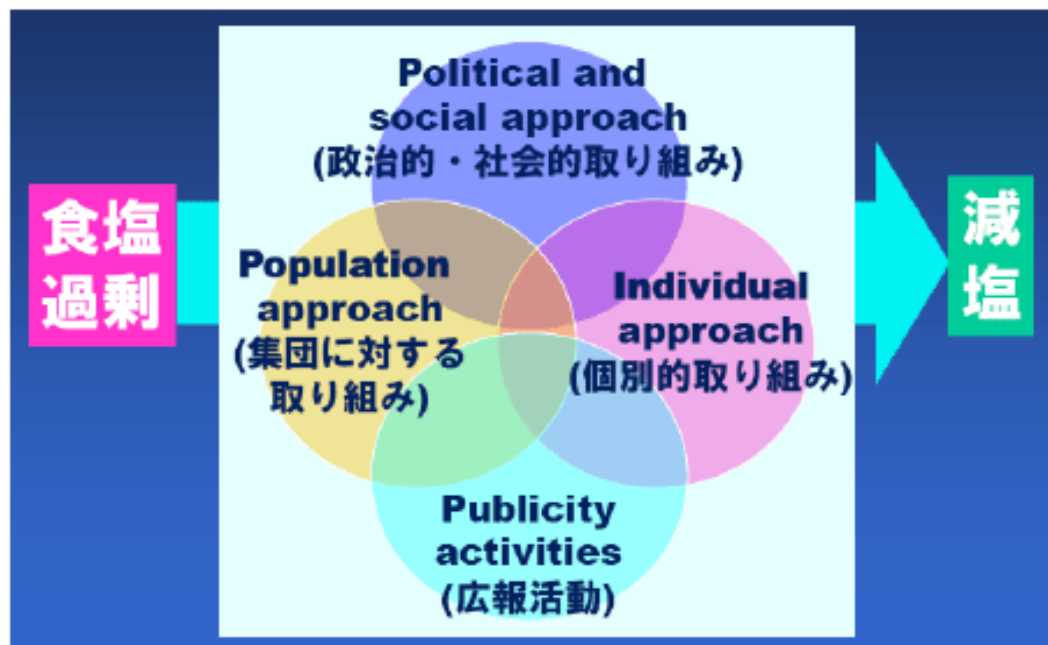 食塩
過剰
Political and
social approach
(政治的・社会的取り組み)
Population
approach
(集団に対する
取り組み)
Individual
approach
(個別的取り組み)
Publicity
activities
(広報活動)
減
塩